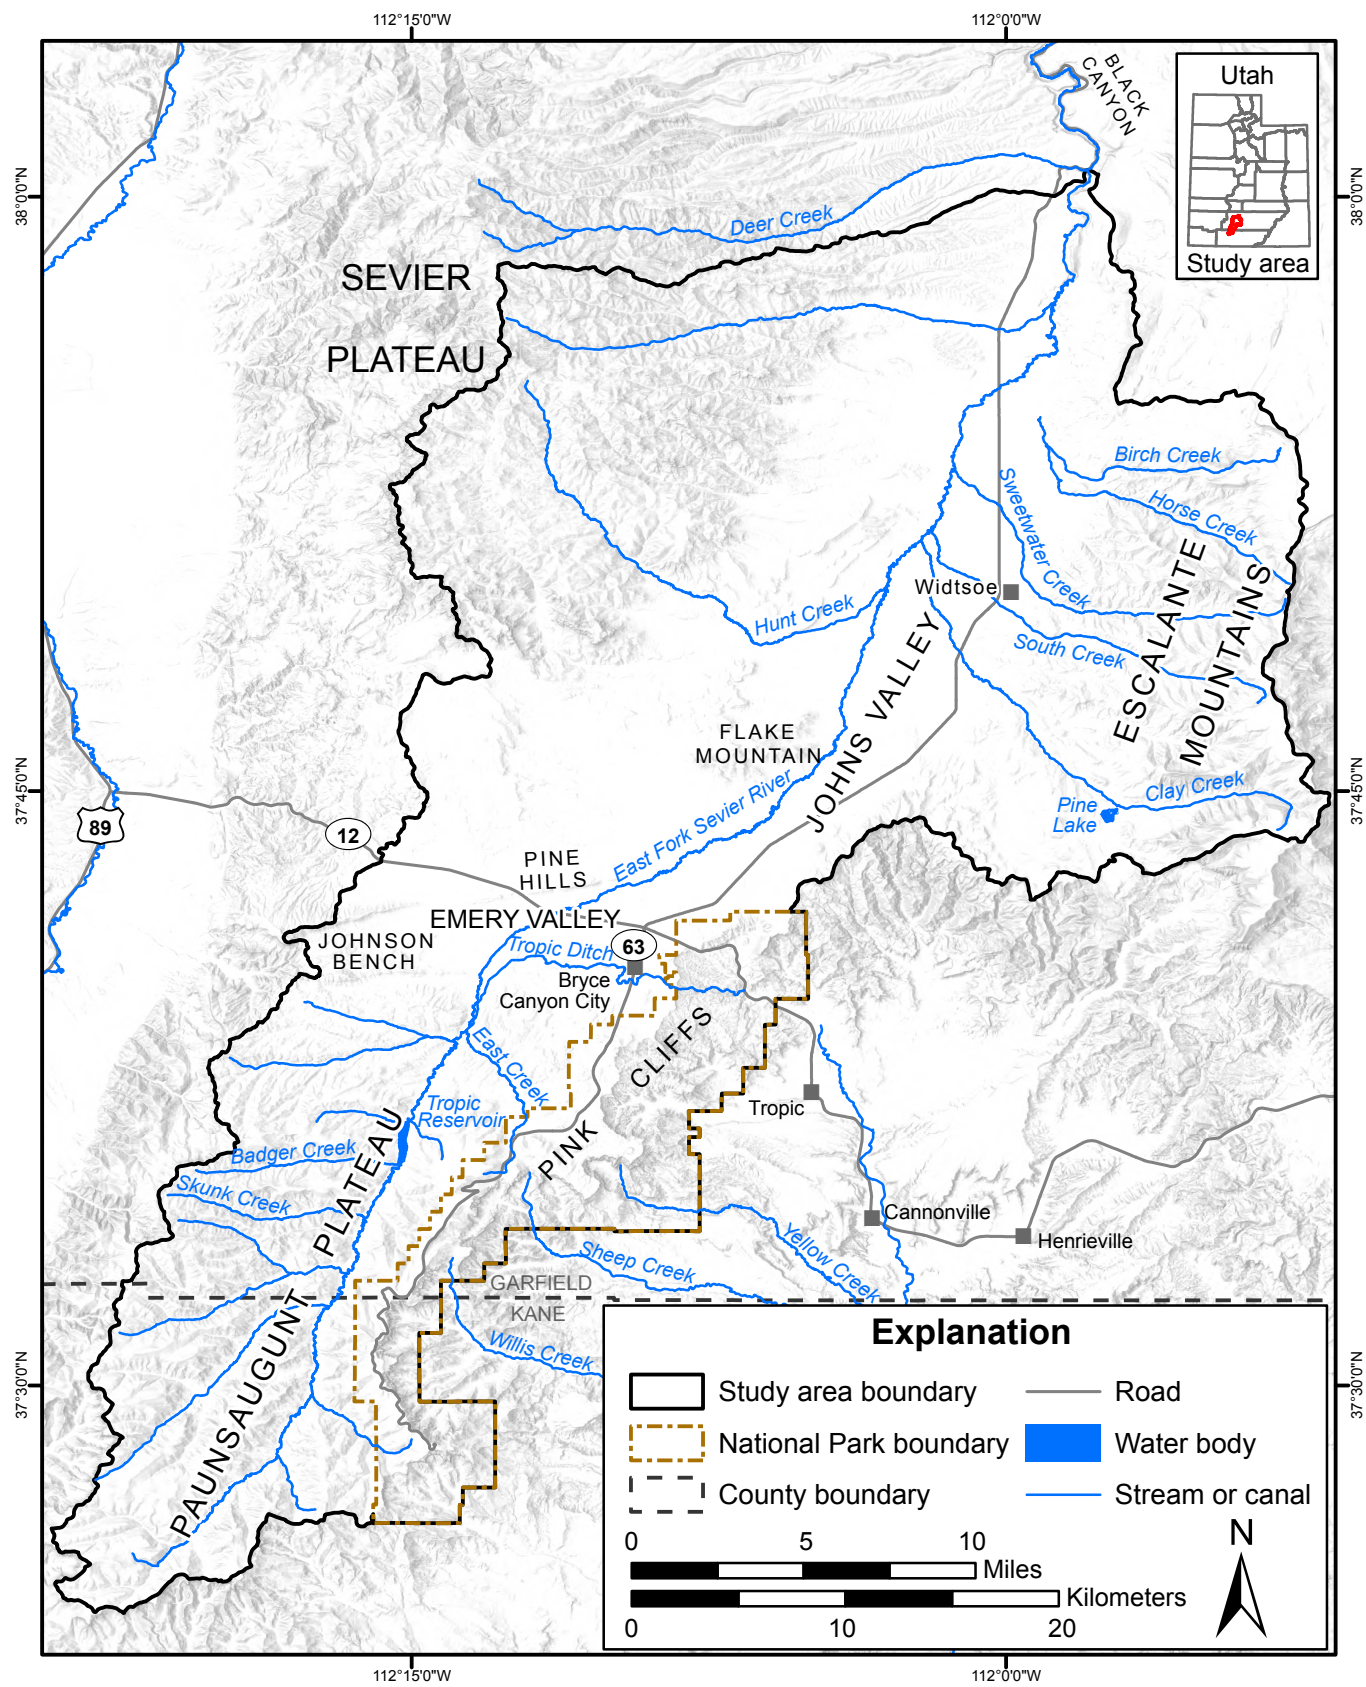 112°15'0"W
112°0'0"W
BLACK
CANYON
Utah
Study area
38°0'0"N
38°0'0"N
Deer Creek
SEVIER
PLATEAU
Birch Creek
Horse Creek
Sweetwater Creek
ESCALANTE
MOUNTAINS
Widtsoe
Hunt Creek
South Creek
JOHNS VALLEY
FLAKE
MOUNTAIN
East Fork Sevier River
Clay Creek
Pine
Lake
37°45'0"N
37°45'0"N
89
12
PINE
HILLS
EMERY VALLEY
JOHNSON
BENCH
Tropic Ditch
63
Bryce
Canyon City
CLIFFS
PINK
East Creek
Tropic
Reservoir
Tropic
Badger Creek
Skunk Creek
PLATEAU
PAUNSAUGUNT
Cannonville
Henrieville
Yellow Creek
Sheep Creek
GARFIELD
KANE
Willis Creek
37°30'0"N
37°30'0"N
Explanation
Study area boundary
Road
National Park boundary
Water body
County boundary
Stream or canal
0 5 10
Miles
Kilometers
0 10 20
N
112°15'0"W
112°0'0"W